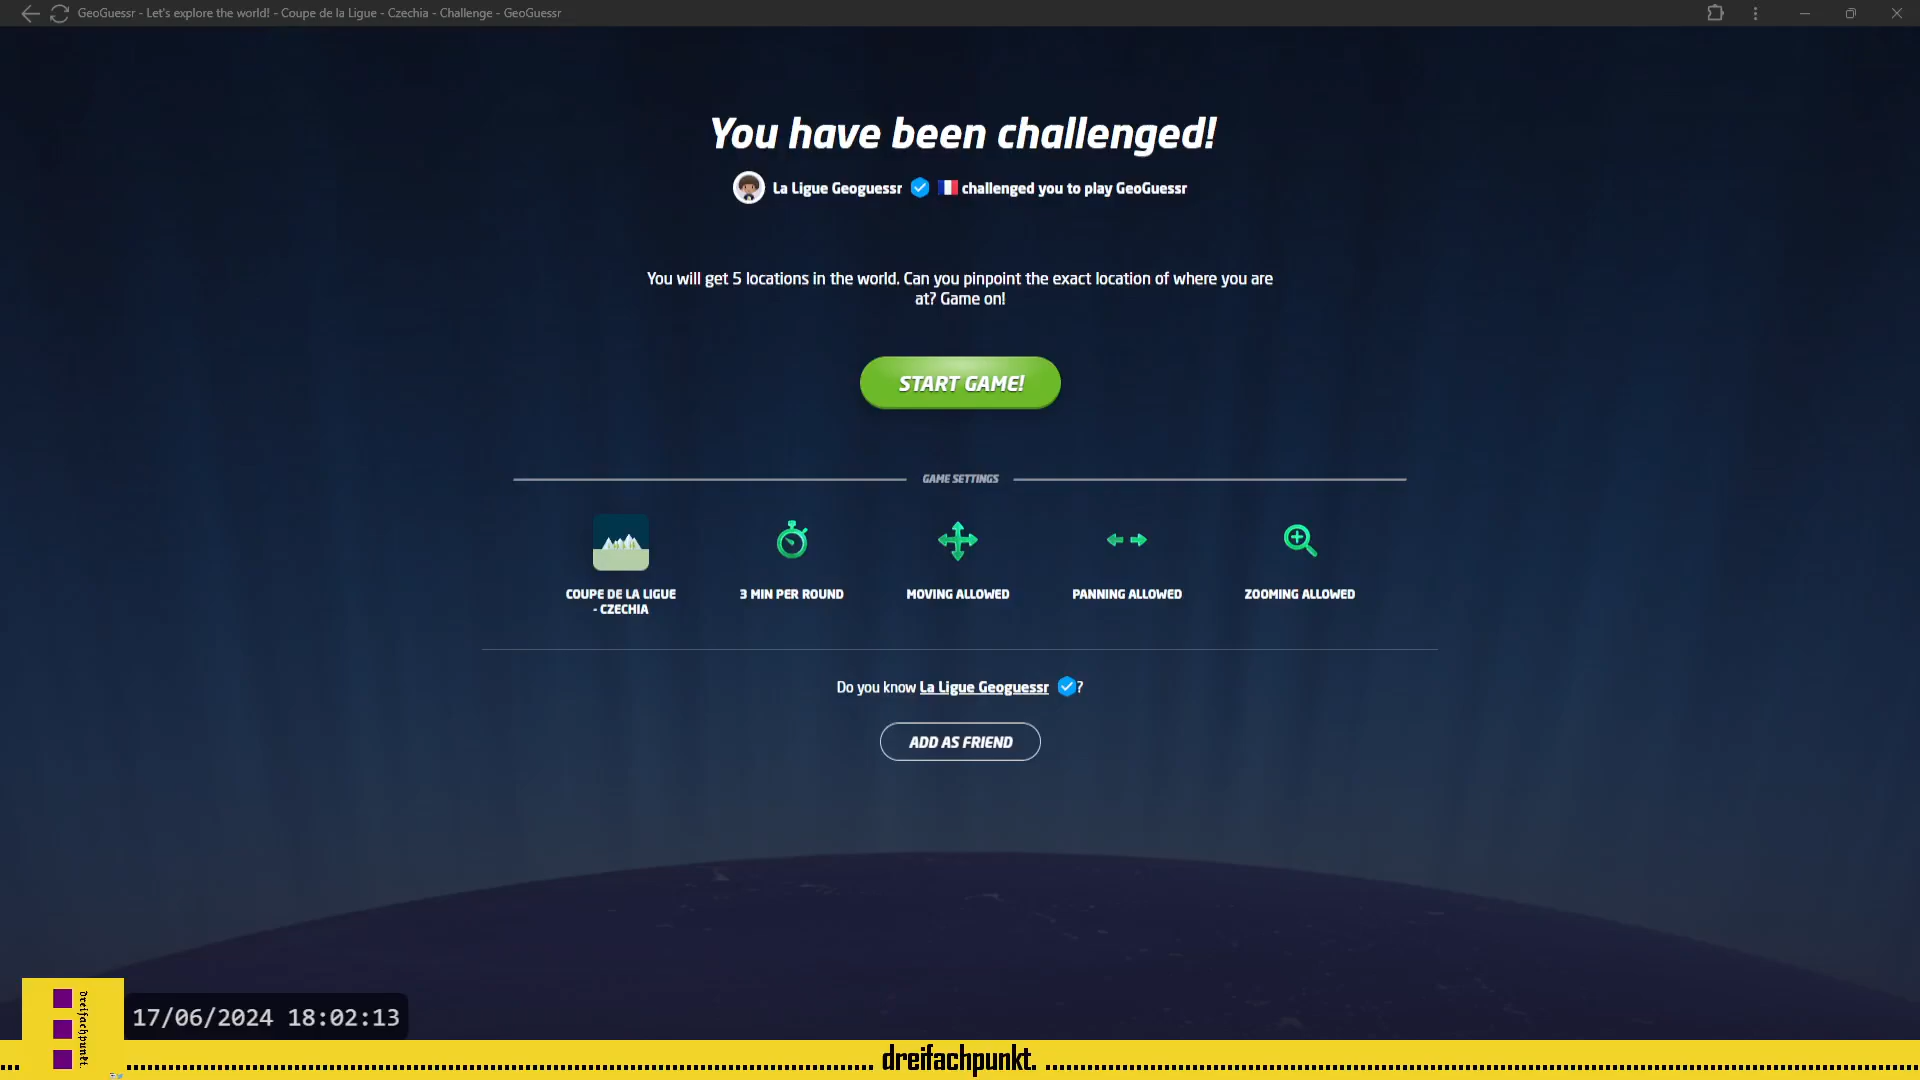 GeoGuessr - Let's explore the world! - Coupe de la Ligue - Czechia - Challenge - GeoGuessr
You have been challenged!
La Ligue Geoguessr challenged you to play GeoGuessr
You will get 5 locations in the world. Can you pinpoint the exact location of where you are
at? Game on!
START GAME!
GAME SETTINGS
COUPE DE LA LIGUE
- CZECHIA
3 MIN PER ROUND
MOVING ALLOWED
PANNING ALLOWED
ZOOMING ALLOWED
Do you know La Ligue Geoguessr ?
ADD AS FRIEND
dreifachpunkt.
17/06/2024 18:02:13
dreifachpunkt.